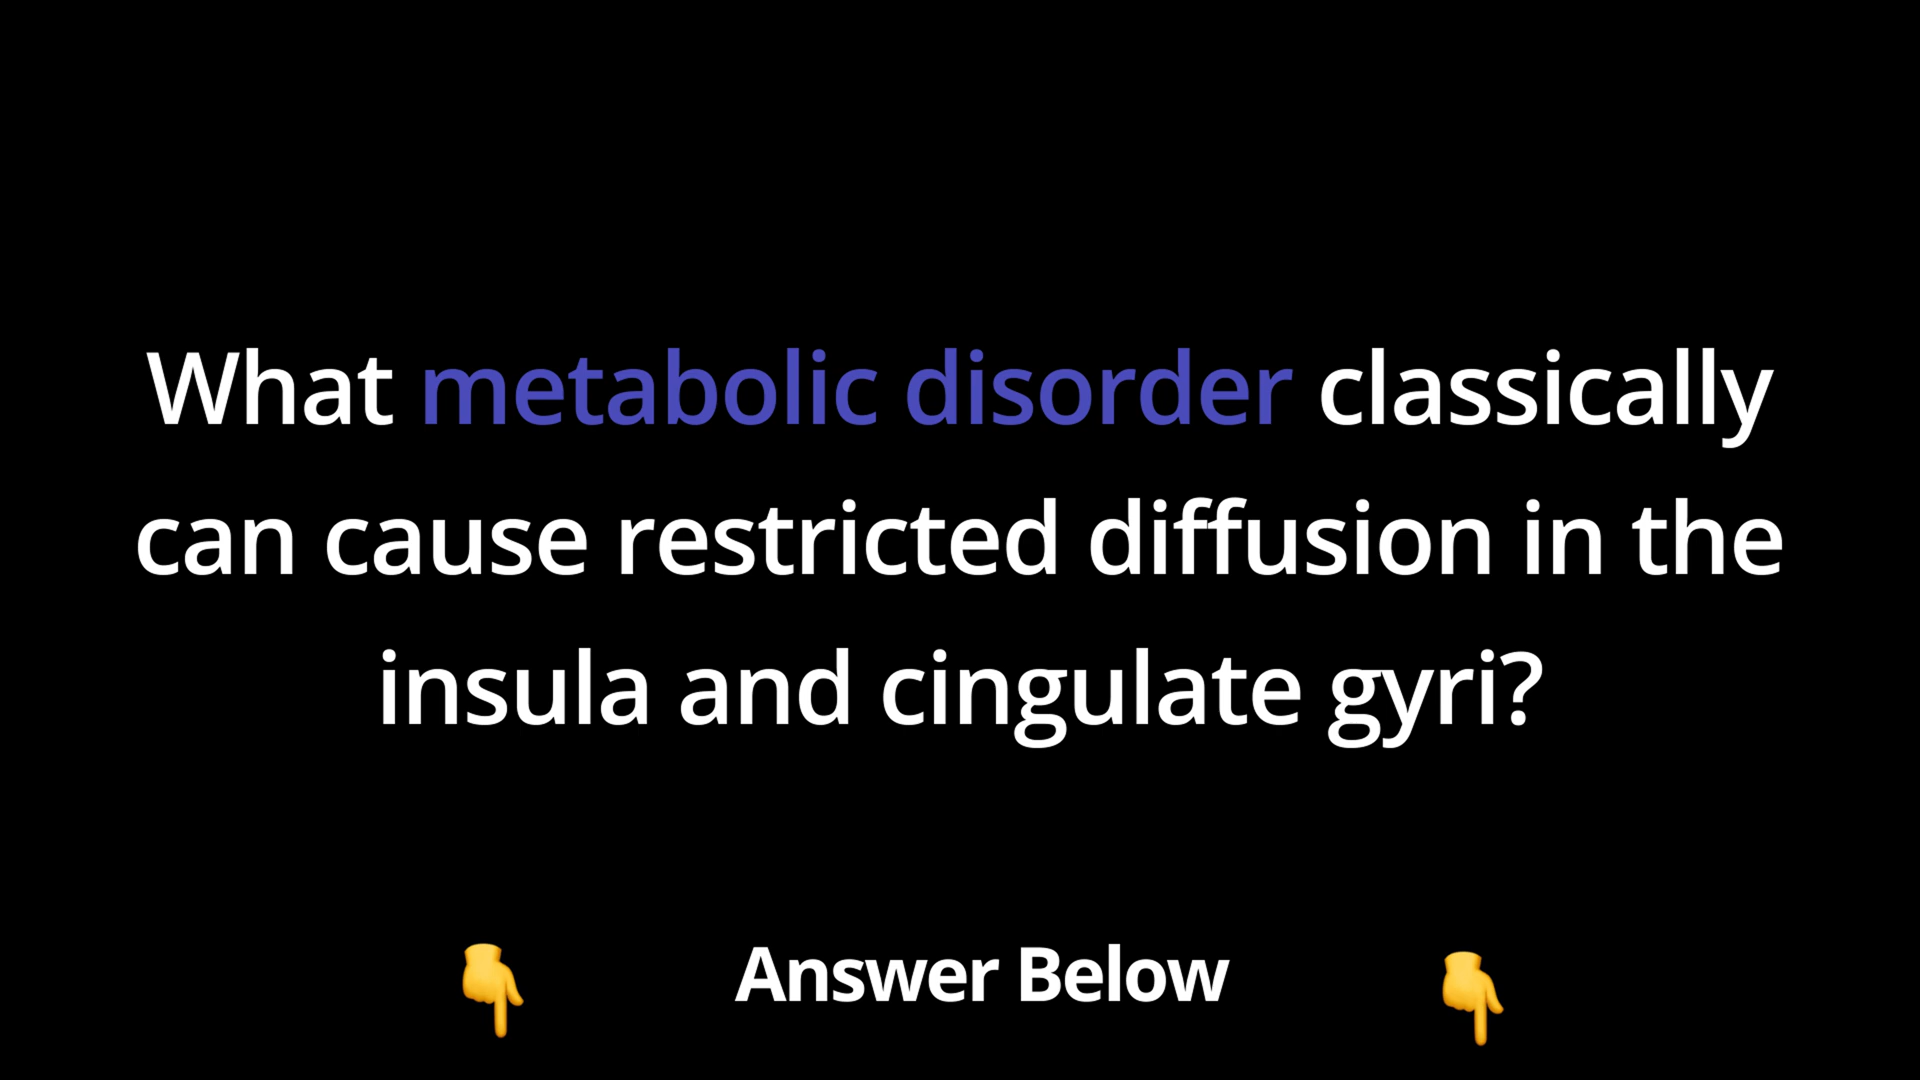 What metabolic disorder classically
can cause restricted diffusion in the
insula and cingulate gyri?
Answer Below